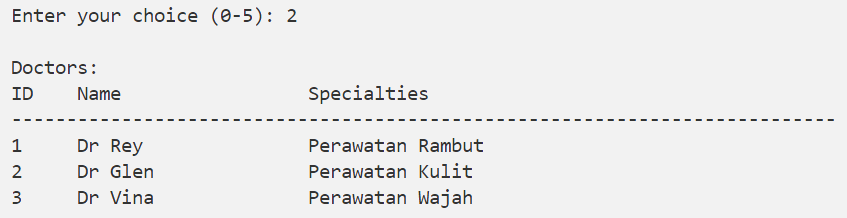 Enter your choice (0-5): 2
Doctors:
ID    Name                 Specialties
---------------------------------------------------------------------------
1     Dr Rey               Perawatan Rambut
2     Dr Glen              Perawatan Kulit
3     Dr Vina              Perawatan Wajah